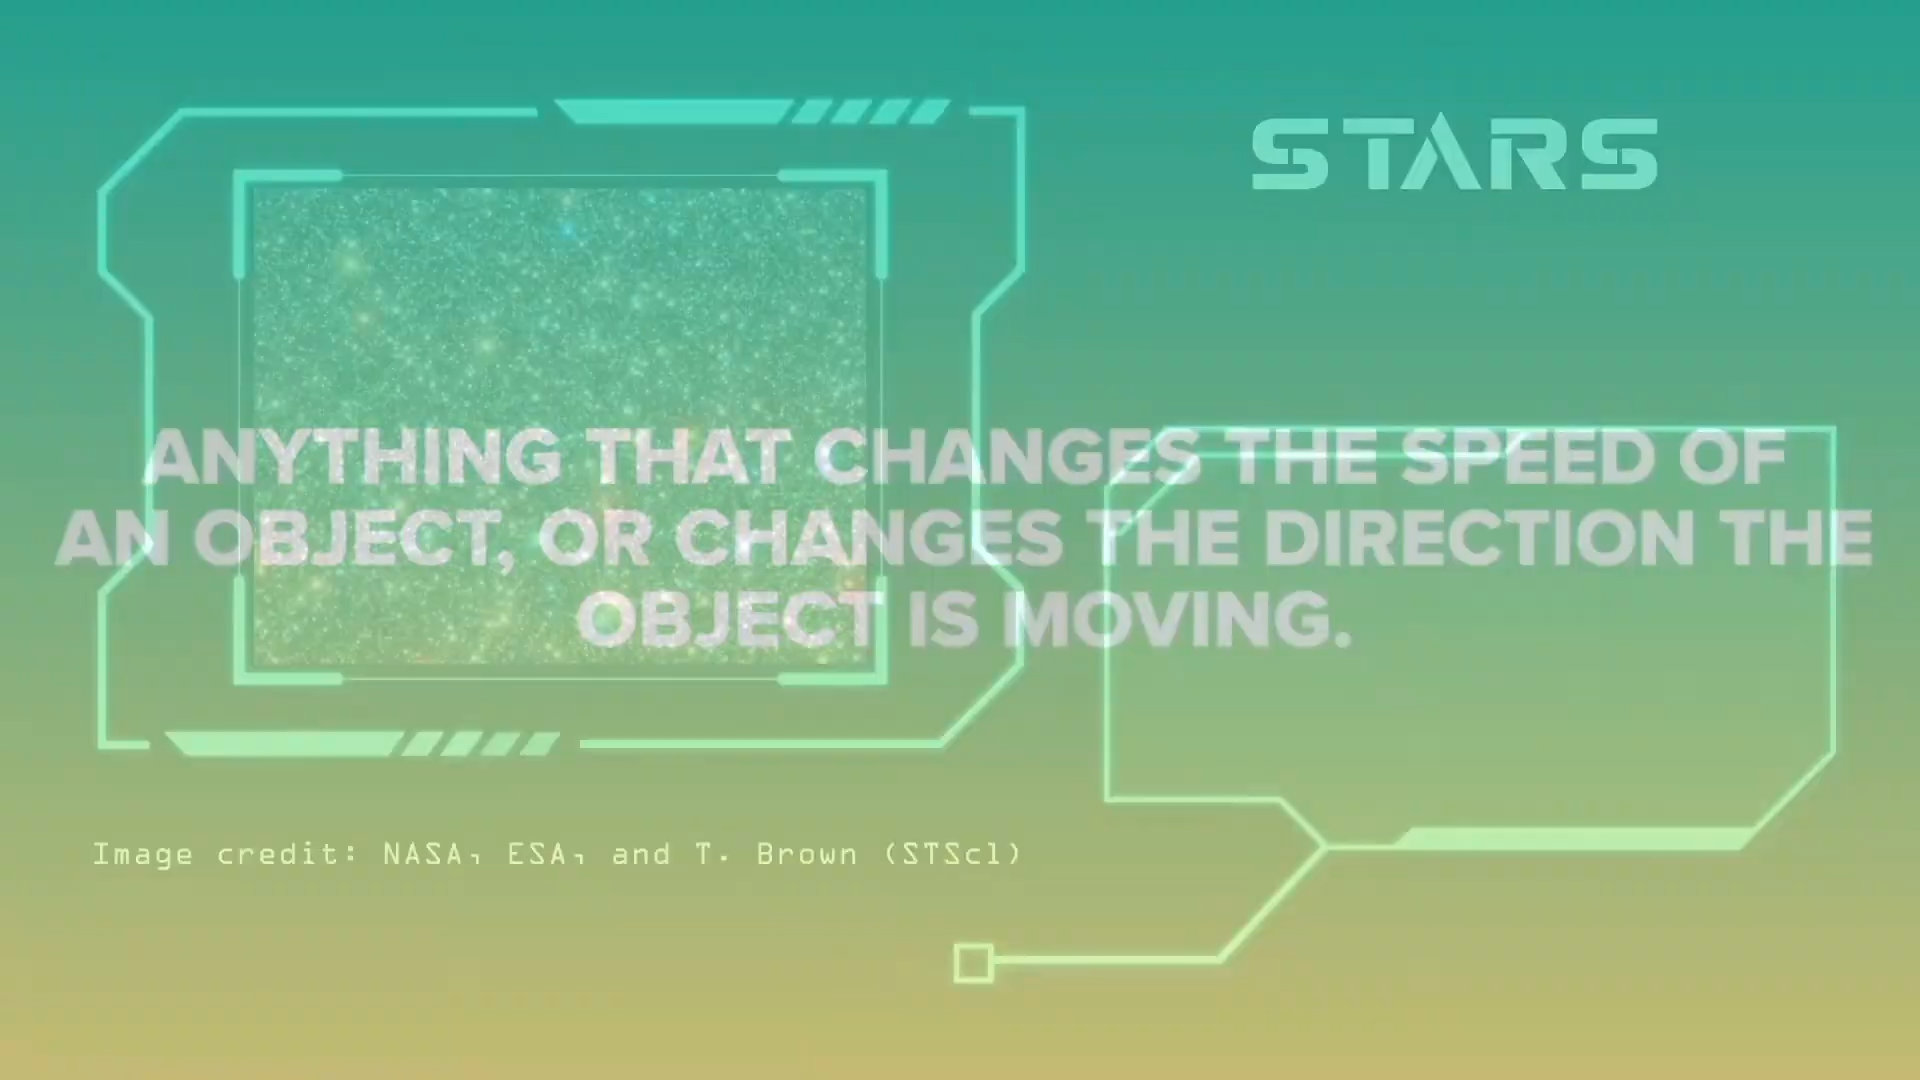 STARS
ANYTHING THAT CHANGES THE SPEED OF
AN OBJECT, OR CHANGES THE DIRECTION THE
OBJECT IS MOVING.
Image credit: NASA, ESA, and T. Brown (STScl)